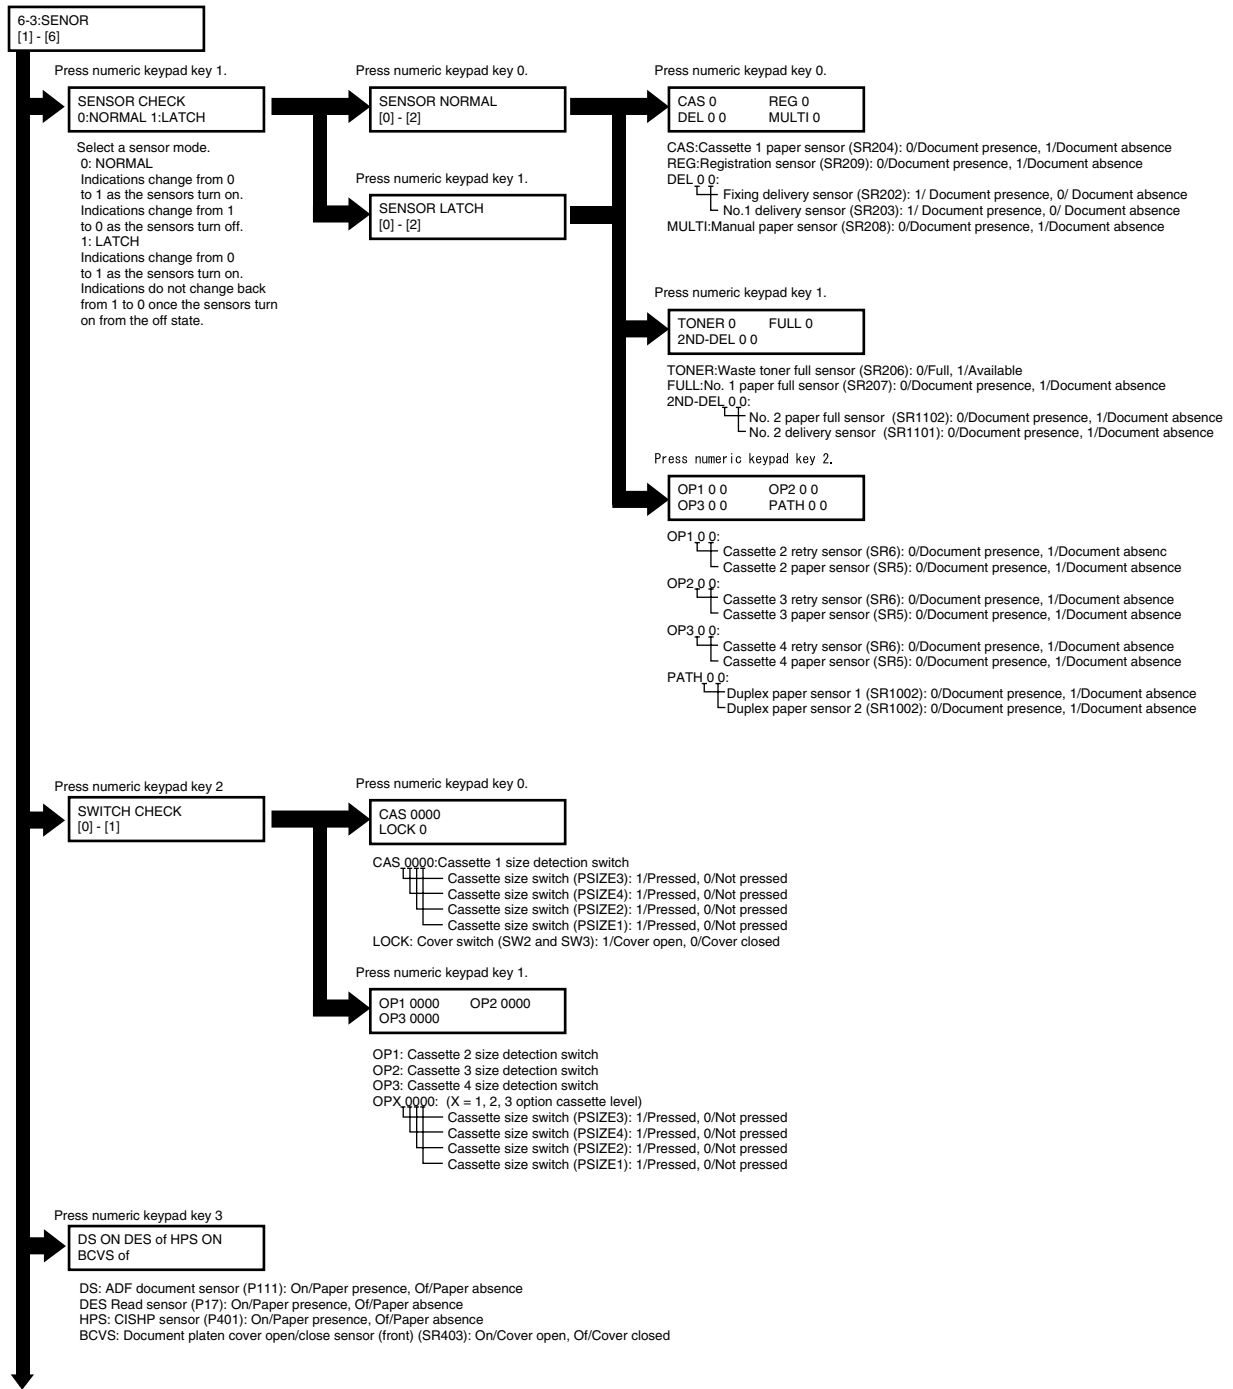 6-3:SENOR
[1] - [6]
Press numeric keypad key 1.
SENSOR CHECK
0:NORMAL 1:LATCH
Select a sensor mode.
0: NORMAL
Indications change from 0
to 1 as the sensors turn on.
Indications change from 1
to 0 as the sensors turn off.
1: LATCH
Indications change from 0
to 1 as the sensors turn on.
Indications do not change back
from 1 to 0 once the sensors turn
on from the off state.
Press numeric keypad key 0.
SENSOR NORMAL
[0] - [2]
Press numeric keypad key 1.
SENSOR LATCH
[0] - [2]
Press numeric keypad key 0.
CAS 0 REG 0
DEL 0 0 MULTI 0
CAS:Cassette 1 paper sensor (SR204): 0/Document presence, 1/Document absence
REG:Registration sensor (SR209): 0/Document presence, 1/Document absence
DEL 0 0:
Fixing delivery sensor (SR202): 1/ Document presence, 0/ Document absence
No.1 delivery sensor (SR203): 1/ Document presence, 0/ Document absence
MULTI:Manual paper sensor (SR208): 0/Document presence, 1/Document absence
Press numeric keypad key 1.
TONER 0 FULL 0
2ND-DEL 0 0
TONER:Waste toner full sensor (SR206): 0/Full, 1/Available
FULL:No. 1 paper full sensor (SR207): 0/Document presence, 1/Document absence
2ND-DEL 0 0:
No. 2 paper full sensor (SR1102): 0/Document presence, 1/Document absence
No. 2 delivery sensor (SR1101): 0/Document presence, 1/Document absence
Press numeric keypad key 2.
OP1 0 0 OP2 0 0
OP3 0 0 PATH 0 0
OP1 0 0:
Cassette 2 retry sensor (SR6): 0/Document presence, 1/Document absenc
Cassette 2 paper sensor (SR5): 0/Document presence, 1/Document absence
OP2 0 0:
Cassette 3 retry sensor (SR6): 0/Document presence, 1/Document absence
Cassette 3 paper sensor (SR5): 0/Document presence, 1/Document absence
OP3 0 0:
Cassette 4 retry sensor (SR6): 0/Document presence, 1/Document absence
Cassette 4 paper sensor (SR5): 0/Document presence, 1/Document absence
PATH 0 0:
Duplex paper sensor 1 (SR1002): 0/Document presence, 1/Document absence
Duplex paper sensor 2 (SR1002): 0/Document presence, 1/Document absence
Press numeric keypad key 2
SWITCH CHECK
[0] - [1]
Press numeric keypad key 0.
CAS 0000
LOCK 0
CAS 0000:Cassette 1 size detection switch
Cassette size switch (PSIZE3): 1/Pressed, 0/Not pressed
Cassette size switch (PSIZE4): 1/Pressed, 0/Not pressed
Cassette size switch (PSIZE2): 1/Pressed, 0/Not pressed
Cassette size switch (PSIZE1): 1/Pressed, 0/Not pressed
LOCK: Cover switch (SW2 and SW3): 1/Cover open, 0/Cover closed
Press numeric keypad key 1.
OP1 0000 OP2 0000
OP3 0000
OP1: Cassette 2 size detection switch
OP2: Cassette 3 size detection switch
OP3: Cassette 4 size detection switch
OPX 0000: (X = 1, 2, 3 option cassette level)
Cassette size switch (PSIZE3): 1/Pressed, 0/Not pressed
Cassette size switch (PSIZE4): 1/Pressed, 0/Not pressed
Cassette size switch (PSIZE2): 1/Pressed, 0/Not pressed
Cassette size switch (PSIZE1): 1/Pressed, 0/Not pressed
Press numeric keypad key 3
DS ON DES of HPS ON
BCVS of
DS: ADF document sensor (P111): On/Paper presence, Of/Paper absence
DES Read sensor (P17): On/Paper presence, Of/Paper absence
HPS: CISHP sensor (P401): On/Paper presence, Of/Paper absence
BCVS: Document platen cover open/close sensor (front) (SR403): On/Cover open, Of/Cover closed